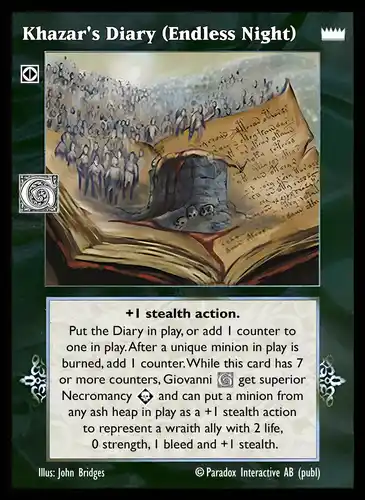 Khazar's Diary (Endless Night)
+1 stealth action.
Put the Diary in play, or add 1 counter to
one in play. After a unique minion in play is
burned, add 1 counter. While this card has 7
or more counters, Giovanni get superior
Necromancy and can put a minion from
any ash heap in play as a +1 stealth action
to represent a wraith ally with 2 life,
0 strength, 1 bleed and +1 stealth.
Illus: John Bridges
© Paradox Interactive AB (publ)